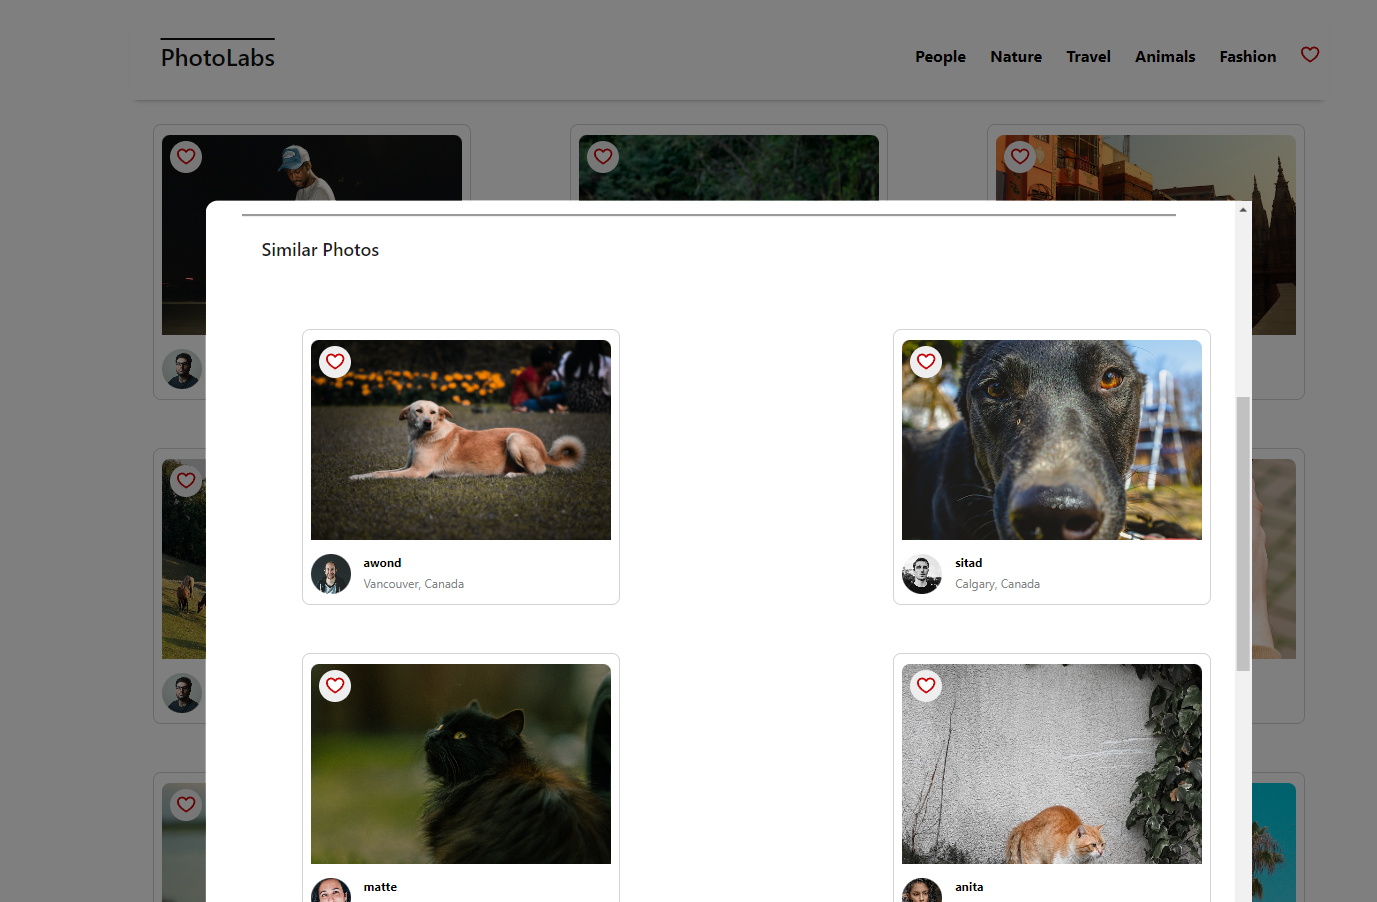 PhotoLabs
People Nature Travel Animals Fashion
Similar Photos
awond
Vancouver, Canada
sitad
Calgary, Canada
matte
anita